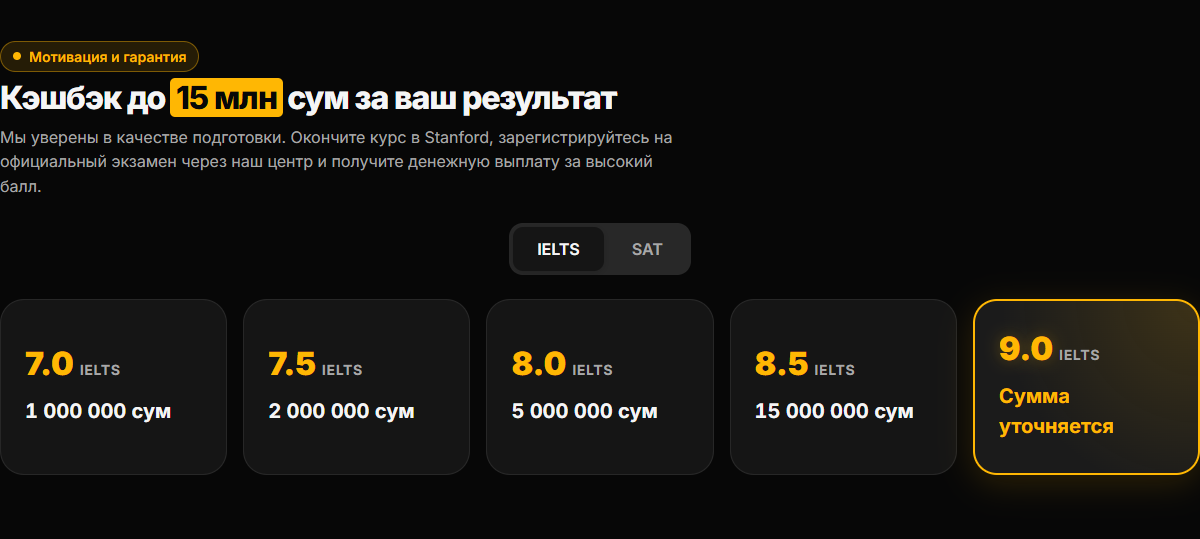 Мотивация и гарантия
Кэшбэк до 15 млн сум за ваш результат
Мы уверены в качестве подготовки. Окончите курс в Stanford, зарегистрируйтесь на
официальный экзамен через наш центр и получите денежную выплату за высокий
балл.
IELTS SAT
7.0 IELTS
1 000 000 сум
7.5 IELTS
2 000 000 сум
8.0 IELTS
5 000 000 сум
8.5 IELTS
15 000 000 сум
9.0 IELTS
Сумма
уточняется